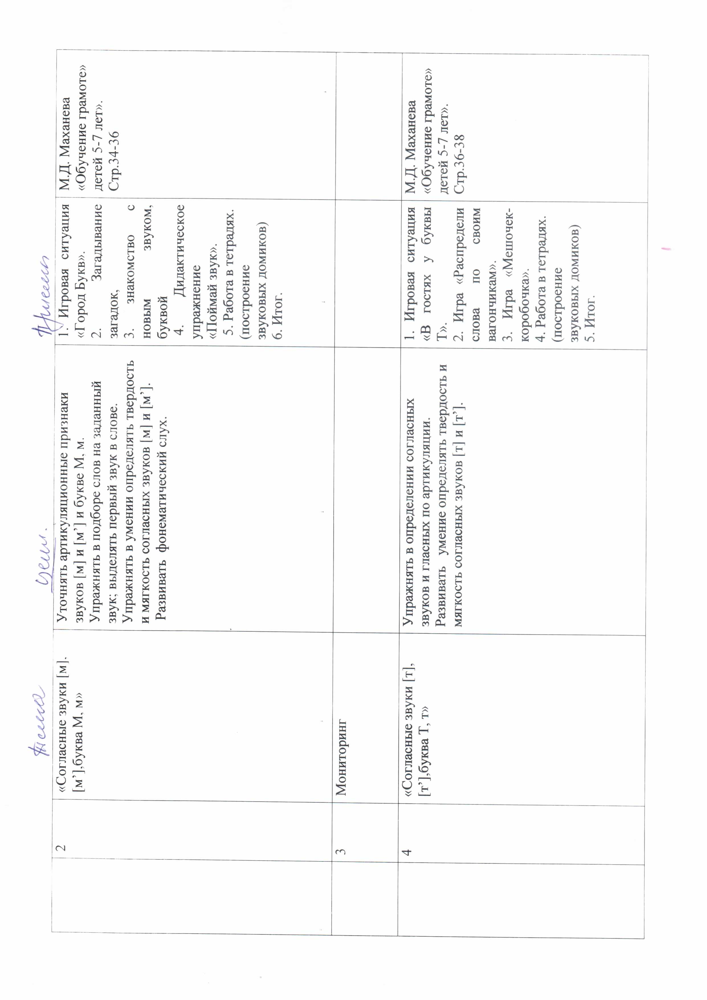 Тема
цели.
Приемы
2
«Согласные звуки [м].
[м’],буква М, м»
Уточнять артикуляционные признаки
звуков [м] и [м’] и букве М, м.
Упражнять в подборе слов на заданный
звук; выделять первый звук в слове.
Упражнять в умении определять твердость
и мягкость согласных звуков [м] и [м’].
Развивать фонематический слух.
1. Игровая ситуация
«Город Букв».
2. Загадывание
загадок,
3. знакомство с
новым звуком,
буквой
4. Дидактическое
упражнение
«Поймай звук».
5. Работа в тетрадях.
(построение
звуковых домиков)
6. Итог.
М.Д. Маханева
«Обучение грамоте»
детей 5-7 лет».
Стр.34-36
3
Мониторинг
4
«Согласные звуки [т],
[т’],буква Т, т»
Упражнять в определении согласных
звуков и гласных по артикуляции.
Развивать умение определять твердость и
мягкость согласных звуков [т] и [т’].
1. Игровая ситуация
«В гостях у буквы
Т».
2. Игра «Распредели
слова по своим
вагончикам».
3. Игра «Мешочек-
коробочка».
4. Работа в тетрадях.
(построение
звуковых домиков)
5. Итог.
М.Д. Маханева
«Обучение грамоте»
детей 5-7 лет».
Стр.36-38